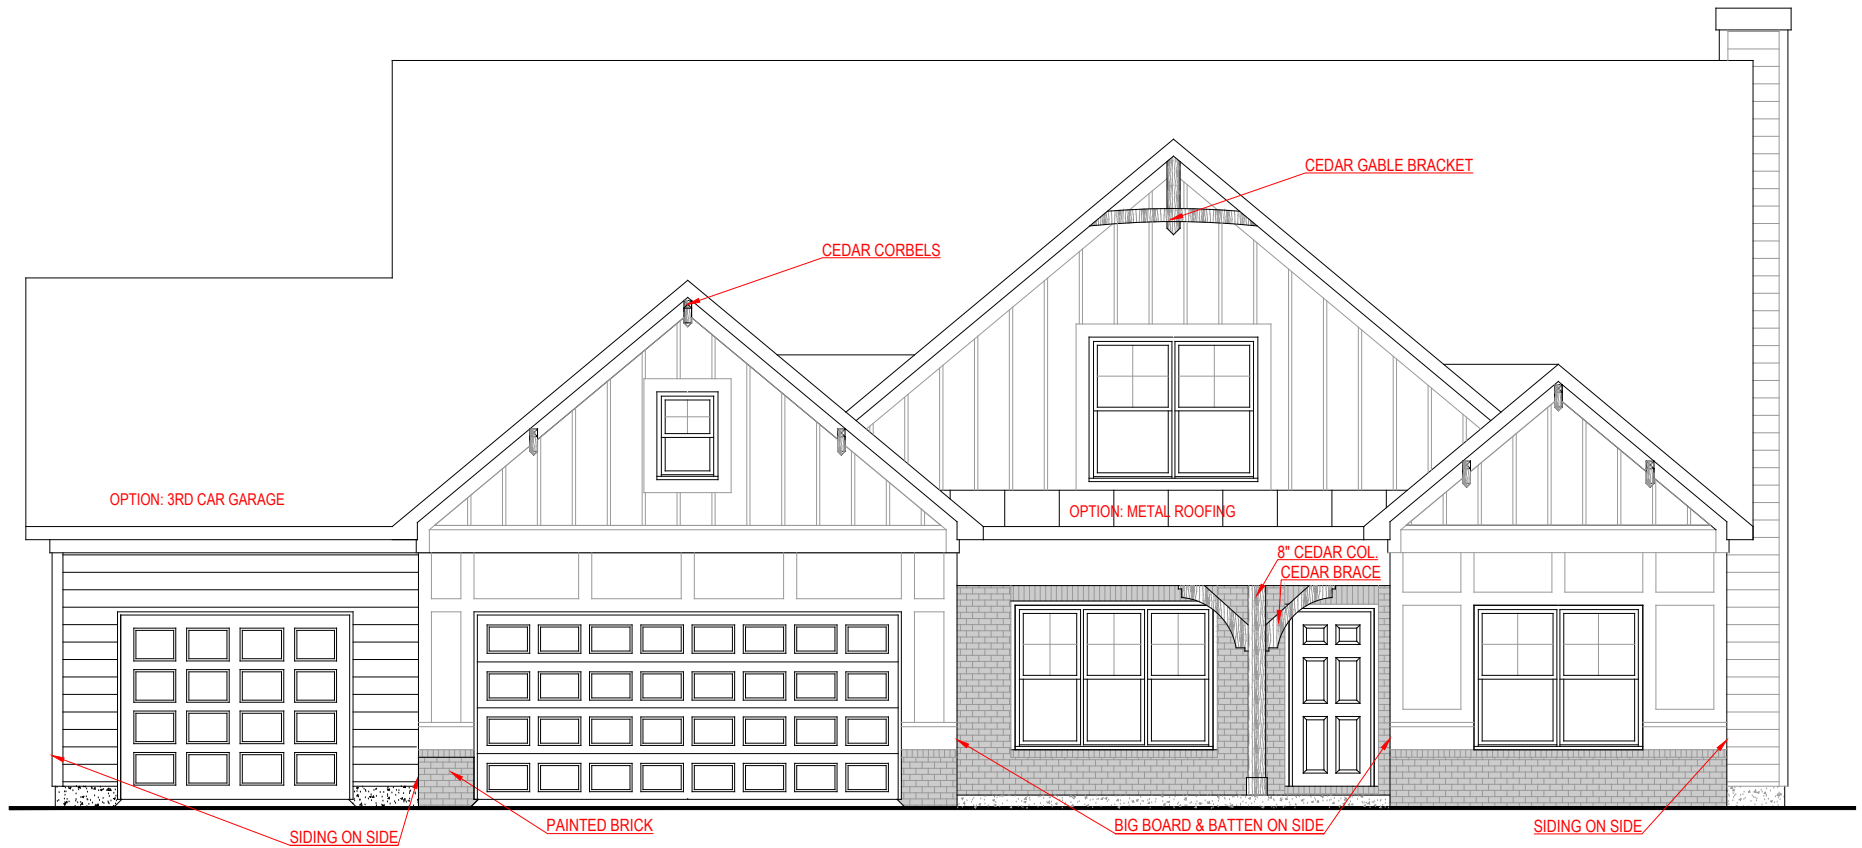 CEDAR GABLE BRACKET
CEDAR CORBELS
OPTION: 3RD CAR GARAGE
OPTION: METAL ROOFING
8" CEDAR COL.
CEDAR BRACE
SIDING ON SIDE
PAINTED BRICK
BIG BOARD & BATTEN ON SIDE
SIDING ON SIDE